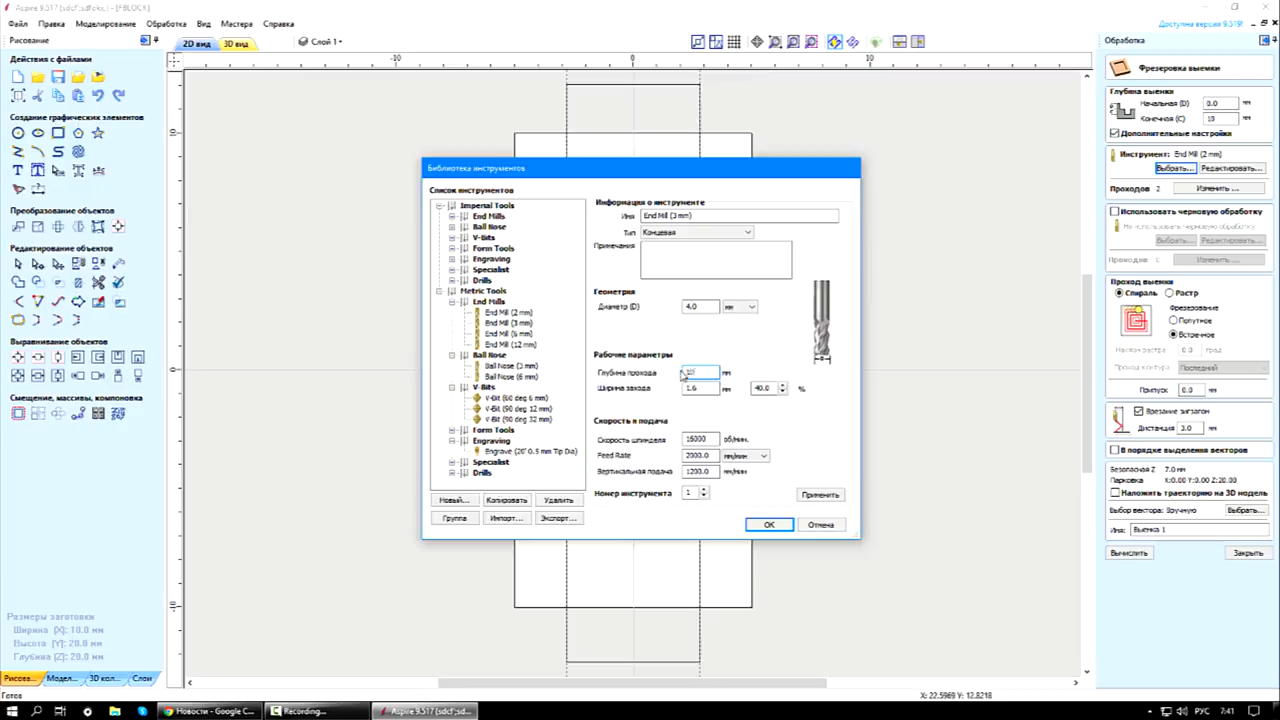 Aspire 9.517 [FBLOCK]
Файл Правка Моделирование Обработка Вид Мастера Справка
Доступна версия 9.519!
Рисование
2D вид
3D вид
Слой 1
Обработка
-10
0
10
10
0
-10
Действия с файлами
Создание графических элементов
Преобразование объектов
Редактирование объектов
Выравнивание объектов
Смещение, массивы, компоновка
Размеры заготовки
Ширина (X): 10.0 мм
Высота (Y): 20.0 мм
Глубина (Z): 20.0 мм
Рисова...
Модел...
3D кол...
Слои
Готово
Библиотека инструментов
Список инструментов
Imperial Tools
End Mills
Ball Nose
V-Bits
Form Tools
Engraving
Specialist
Drills
Metric Tools
End Mills
End Mill (2 mm)
End Mill (3 mm)
End Mill (6 mm)
End Mill (12 mm)
Ball Nose
Ball Nose (3 mm)
Ball Nose (6 mm)
V-Bits
V-Bit (60 deg 6 mm)
V-Bit (90 deg 12 mm)
V-Bit (90 deg 32 mm)
Form Tools
Engraving
Engrave (20° 0.5 mm Tip Dia)
Specialist
Drills
Новый...
Копировать
Удалить
Группа
Импорт...
Экспорт...
Информация о инструменте
Имя End Mill (3 mm)
Тип Концевая
Примечания
Геометрия
Диаметр (D) 4.0 мм
Рабочие параметры
Глубина прохода мм
Ширина захода 1.6 мм 40.0 %
Скорость и подача
Скорость шпинделя 16000 об/мин.
Feed Rate 2000.0 мм/мин
Вертикальная подача 1200.0 мм/мин
Номер инструмента 1
Применить
OK
Отмена
Фрезеровка выемки
Глубина выемки
Начальная (D) 0.0 мм
Конечная (C) 10 мм
Дополнительные настройки
Инструмент: End Mill (2 mm)
Выбрать... Редактировать...
Проходов 2 Изменить ...
Использовать черновую обработку
Не использовать черновую обработку
Выбрать... Редактировать...
Проходов: 1 Изменить ...
Проход выемки
Спираль Растр
Фрезерование
Попутное
Встречное
Наклон растра 0.0 град
Проход контура Последний
Припуск 0.0 мм
Врезание зигзагом
Дистанция 3.0 мм
В порядке выделения векторов
Безопасная Z 7.0 мм
Парковка X:0.00 Y:0.00 Z:20.00
Наложить траекторию на 3D модель
Выбор вектора: Вручную Выбрать...
Имя: Выемка 1
Вычислить
Закрыть
X: 22.5969 Y: 12.8218
Новости - Google C...
Recording...
РУС
7:41